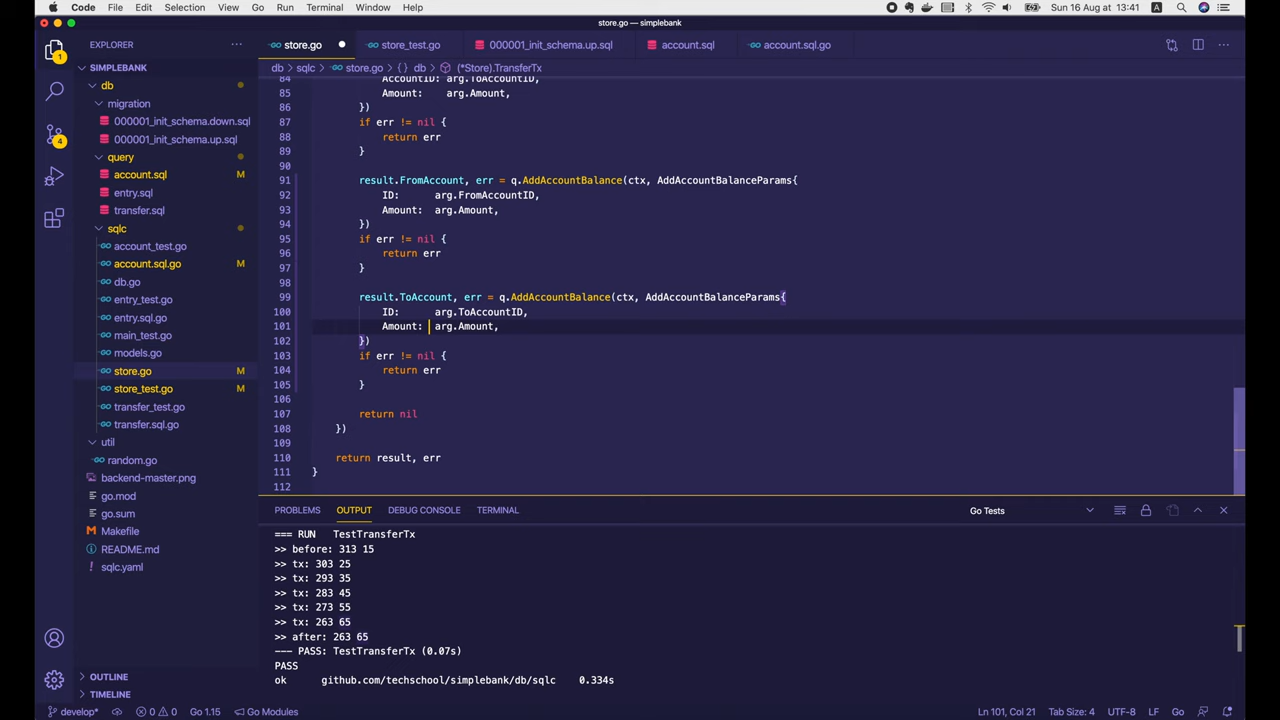 Code File Edit Selection View Go Run Terminal Window Help
Sun 16 Aug at 13:41
store.go — simplebank
EXPLORER
store.go
store_test.go
000001_init_schema.up.sql
account.sql
account.sql.go
SIMPLEBANK
db > sqlc > store.go > {} db > (*Store).TransferTx
db
migration
000001_init_schema.down.sql
000001_init_schema.up.sql
query
account.sql M
entry.sql
transfer.sql
sqlc
account_test.go
account.sql.go M
db.go
entry_test.go
entry.sql.go
main_test.go
models.go
store.go M
store_test.go M
transfer_test.go
transfer.sql.go
util
random.go
backend-master.png
go.mod
go.sum
Makefile
README.md
sqlc.yaml
OUTLINE
TIMELINE
1
4
84 AccountID: arg.ToAccountID,
85 Amount: arg.Amount,
86 })
87 if err != nil {
88 return err
89 }
90
91 result.FromAccount, err = q.AddAccountBalance(ctx, AddAccountBalanceParams{
92 ID: arg.FromAccountID,
93 Amount: arg.Amount,
94 })
95 if err != nil {
96 return err
97 }
98
99 result.ToAccount, err = q.AddAccountBalance(ctx, AddAccountBalanceParams{
100 ID: arg.ToAccountID,
101 Amount: arg.Amount,
102 })
103 if err != nil {
104 return err
105 }
106
107 return nil
108 })
109
110 return result, err
111 }
112
PROBLEMS OUTPUT DEBUG CONSOLE TERMINAL
Go Tests
=== RUN TestTransferTx
>> before: 313 15
>> tx: 303 25
>> tx: 293 35
>> tx: 283 45
>> tx: 273 55
>> tx: 263 65
>> after: 263 65
--- PASS: TestTransferTx (0.07s)
PASS
ok github.com/techschool/simplebank/db/sqlc 0.334s
develop* 0 0 Go 1.15 Go Modules
Ln 101, Col 21 Tab Size: 4 UTF-8 LF Go